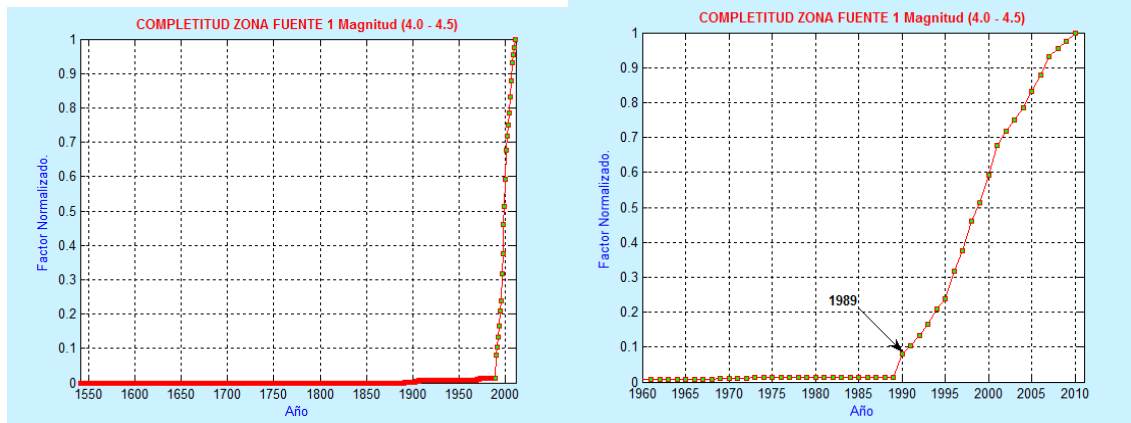 COMPLETITUD ZONA FUENTE 1 Magnitud (4.0 - 4.5)
Factor Normalizado.
1
0.9
0.8
0.7
0.6
0.5
0.4
0.3
0.2
0.1
0
1550 1600 1650 1700 1750 1800 1850 1900 1950 2000
Año
COMPLETITUD ZONA FUENTE 1 Magnitud (4.0 - 4.5)
Factor Normalizado.
1
0.9
0.8
0.7
0.6
0.5
0.4
0.3
0.2
0.1
0
1989
1960 1965 1970 1975 1980 1985 1990 1995 2000 2005 2010
Año